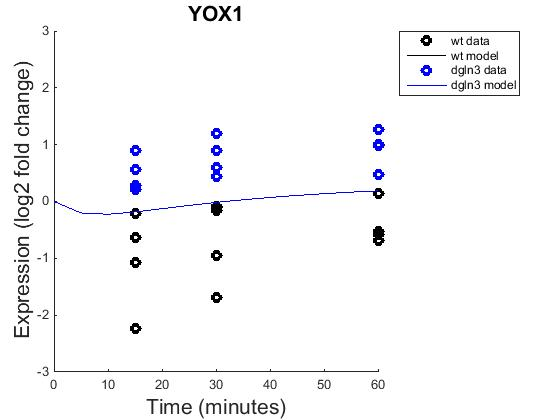 YOX1
Expression (log2 fold change)
3
2
1
0
-1
-2
-3
0 10 20 30 40 50 60
Time (minutes)
wt data
wt model
dgln3 data
dgln3 model